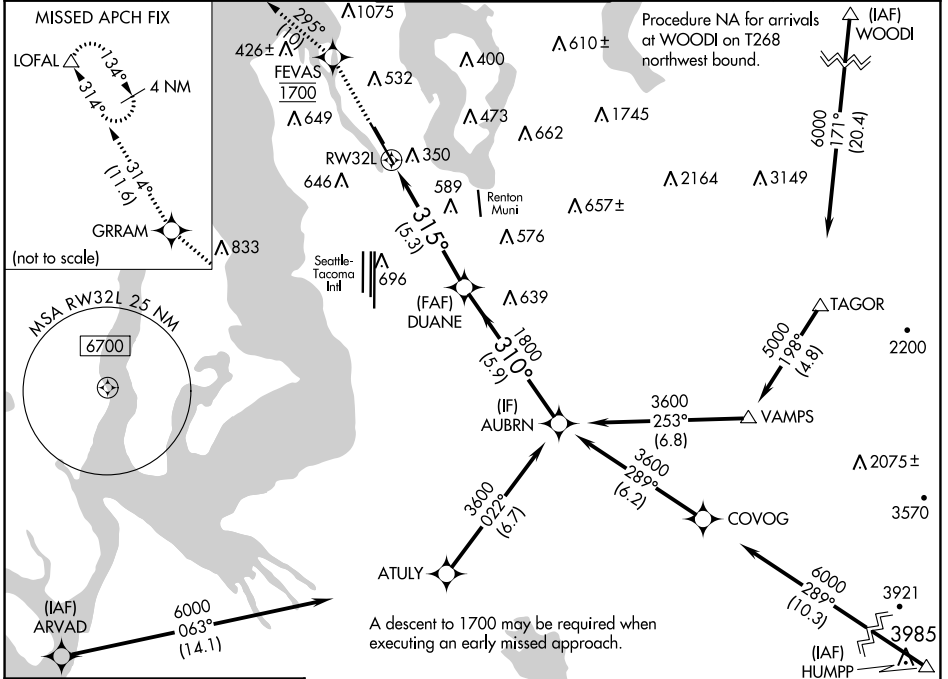 MISSED APCH FIX
LOFAL
134°
4 NM
314°
314°
(11.6)
GRRAM
(not to scale)
833
MSA RW32L 25 NM
6700
295°
(10)
1075
426±
FEVAS
1700
532
649
400
610±
473
662
1745
Procedure NA for arrivals
at WOODI on T268
northwest bound.
(IAF)
WOODI
6000
171°
(20.4)
RW32L
350
646
589
Renton
Muni
657±
2164
3149
576
315°
(5.3)
Seattle-
Tacoma
Intl
696
(FAF)
DUANE
639
1800
310°
(5.9)
TAGOR
5000
198°
(4.8)
2200
(IF)
AUBRN
3600
253°
(6.8)
VAMPS
2075±
3600
289°
(6.2)
3570
COVOG
3600
022°
(6.7)
ATULY
6000
289°
(10.3)
3921
3985
(IAF)
HUMPP
(IAF)
ARVAD
6000
063°
(14.1)
A descent to 1700 may be required when
executing an early missed approach.